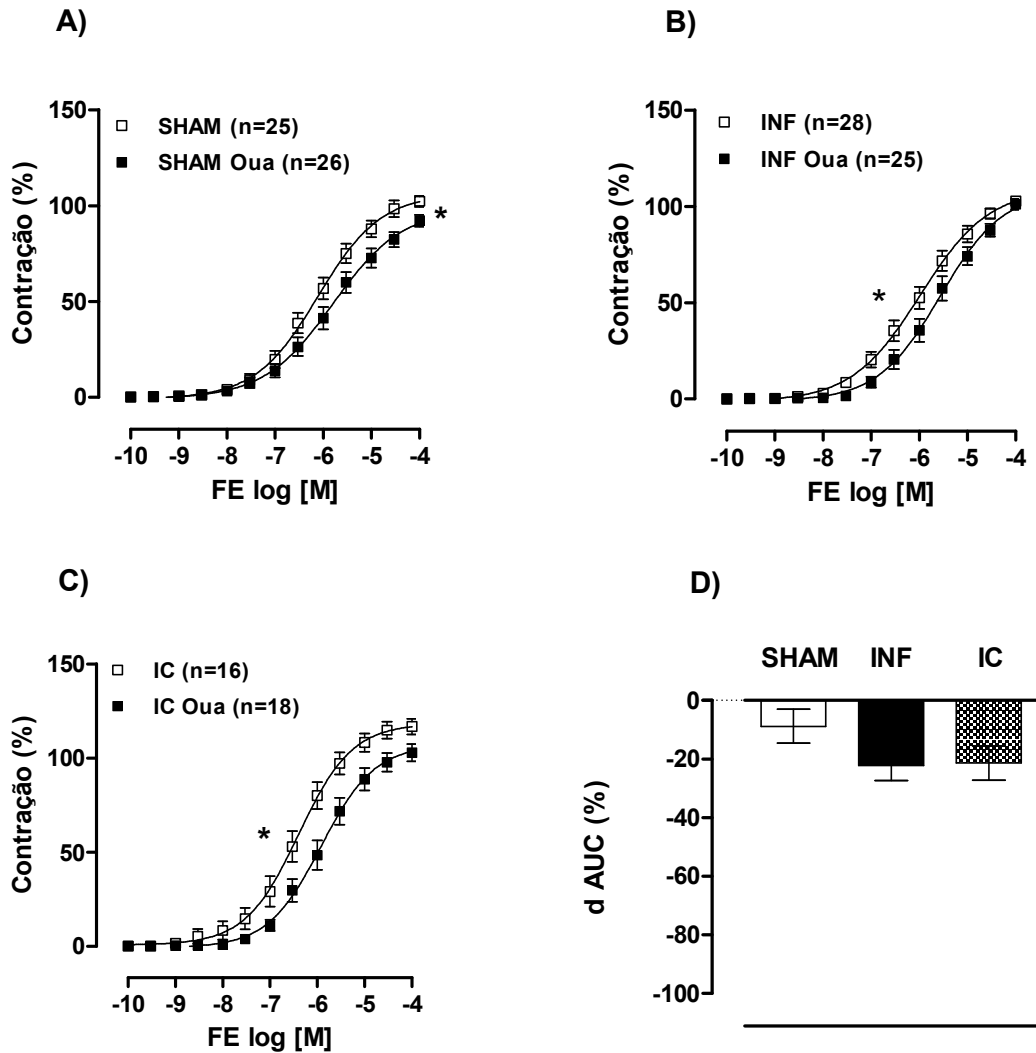 A)
150
100
50
0
Contração (%)
SHAM (n=25)
SHAM Oua (n=26)
*
-10 -9 -8 -7 -6 -5 -4
FE log [M]
B)
150
100
50
0
Contração (%)
INF (n=28)
INF Oua (n=25)
*
-10 -9 -8 -7 -6 -5 -4
FE log [M]
C)
150
100
50
0
Contração (%)
IC (n=16)
IC Oua (n=18)
*
-10 -9 -8 -7 -6 -5 -4
FE log [M]
D)
SHAM INF IC
0
-20
-40
-60
-80
-100
d AUC (%)